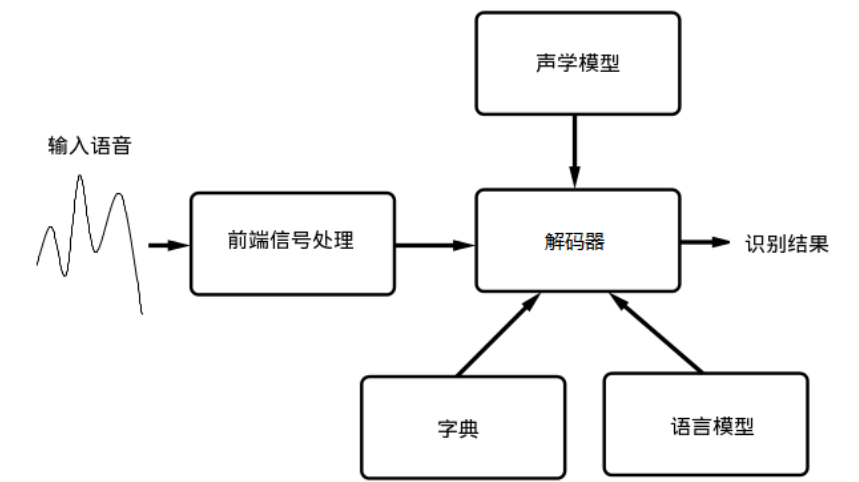 声学模型
输入语音
前端信号处理
解码器
识别结果
字典
语言模型